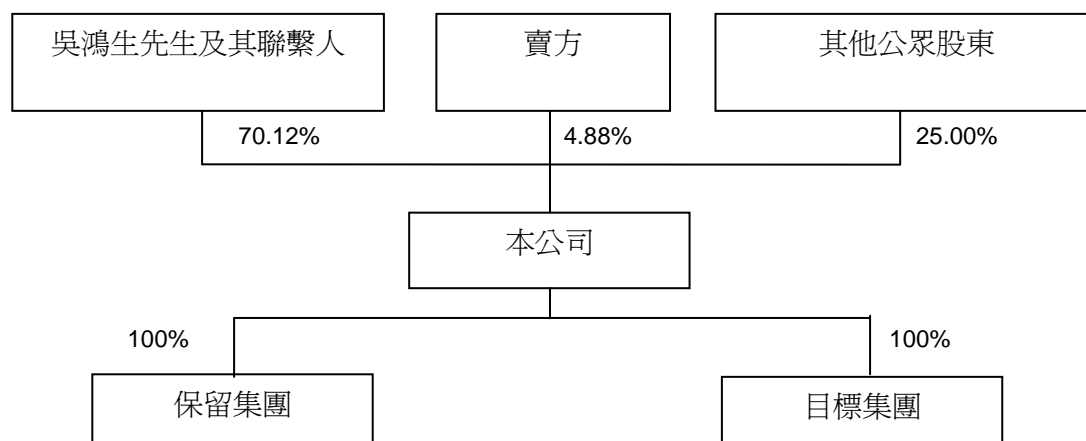 吳鴻生先生及其聯繫人
賣方
其他公眾股東
70.12%
4.88%
25.00%
本公司
100%
100%
保留集團
目標集團